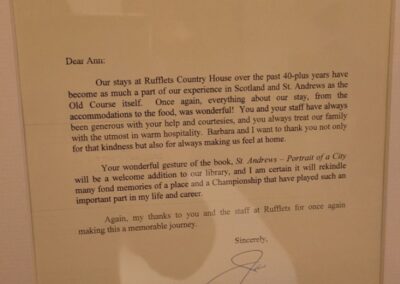 Dear Ann:
Our stays at Rufflets Country House over the past 40-plus years have
become as much a part of our experience in Scotland and St. Andrews as the
Old Course itself. Once again, everything about our stay, from the
accommodations to the food, was wonderful! You and your staff have always
been generous with your help and courtesies, and you always treat our family
with the utmost in warm hospitality. Barbara and I want to thank you not only
for that kindness but also for always making us feel at home.
Your wonderful gesture of the book, St. Andrews – Portrait of a City
will be a welcome addition to our library, and I am certain it will rekindle
many fond memories of a place and a Championship that have played such an
important part in my life and career.
Again, my thanks to you and the staff at Rufflets for once again
making this a memorable journey.
Sincerely,